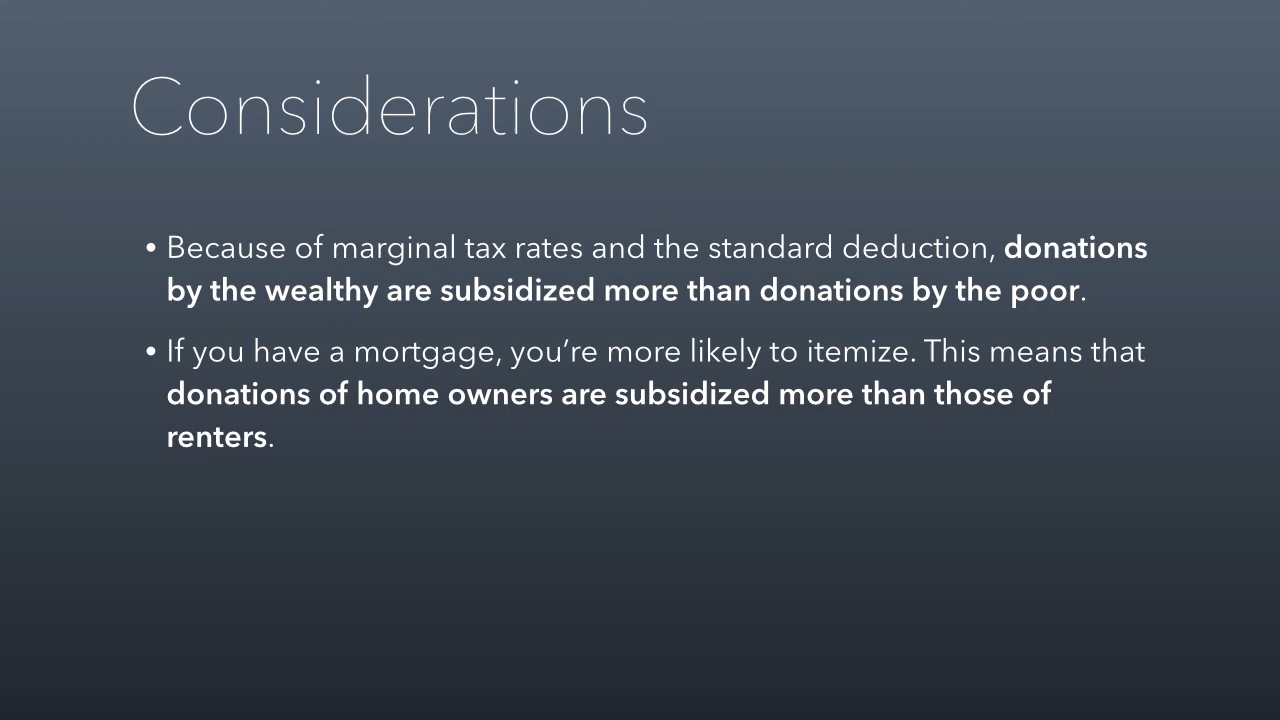 Considerations
• Because of marginal tax rates and the standard deduction, donations
by the wealthy are subsidized more than donations by the poor.
• If you have a mortgage, you’re more likely to itemize. This means that
donations of home owners are subsidized more than those of
renters.